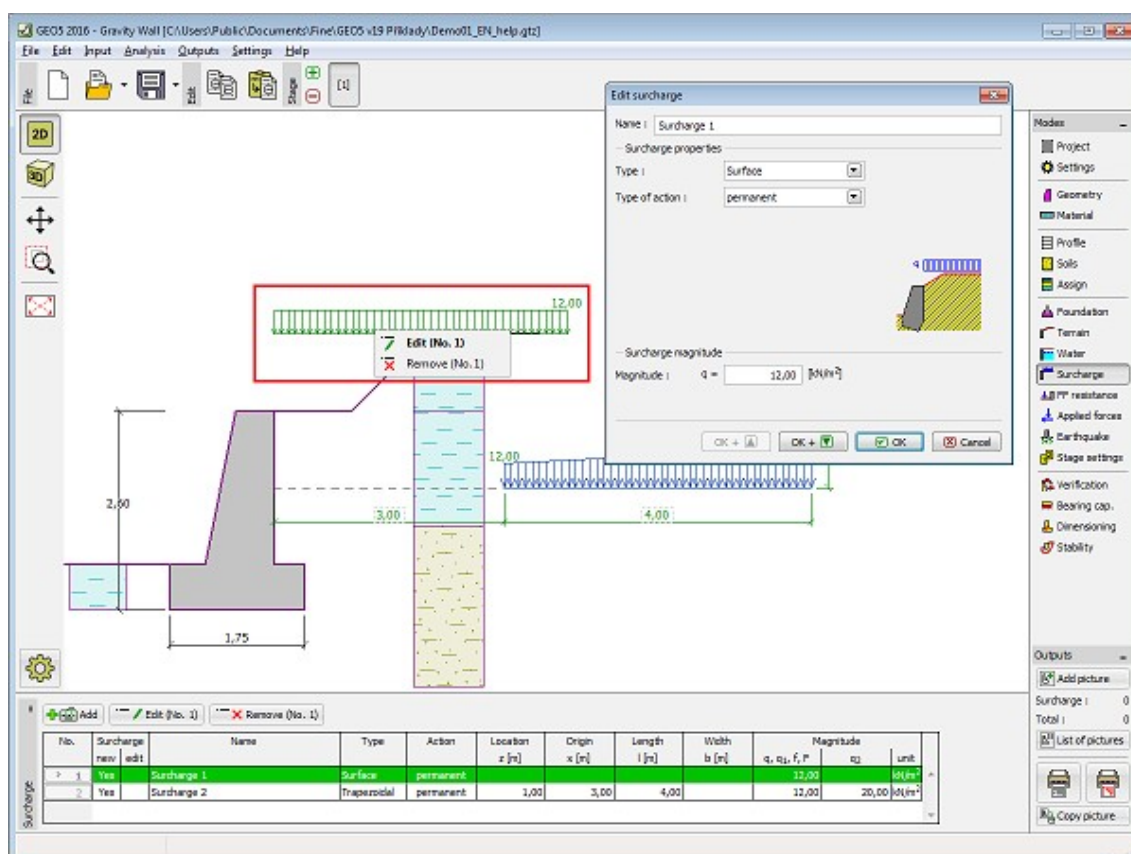 GEO5 2016 - Gravity Wall [C:\Users\Public\Documents\Fine\GEO5 v19 Příklady\Demo01_EN_help.gtz]
File Edit Input Analysis Outputs Settings Help
File
Edit
Stage
[1]
2D
3D
Edit surcharge
Name : Surcharge 1
Surcharge properties
Type : Surface
Type of action : permanent
q
Surcharge magnitude
Magnitude : q = 12,00 [kN/m²]
OK + OK + OK Cancel
12,00
Edit (No. 1)
Remove (No. 1)
12,00
2,60
3,00
4,00
1,75
Modes
Project
Settings
Geometry
Material
Profile
Soils
Assign
Foundation
Terrain
Water
Surcharge
FF resistance
Applied forces
Earthquake
Stage settings
Verification
Bearing cap.
Dimensioning
Stability
Outputs
Add picture
Surcharge : 0
Total : 0
List of pictures
Copy picture
Surcharge
Add Edit (No. 1) Remove (No. 1)
No. Surcharge Name Type Action Location Origin Length Width Magnitude
new edit z [m] x [m] l [m] b [m] q, q1, f, F q2 unit
> 1 Yes Surcharge 1 Surface permanent 12,00 kN/m²
2 Yes Surcharge 2 Trapezoidal permanent 1,00 3,00 4,00 12,00 20,00 kN/m²